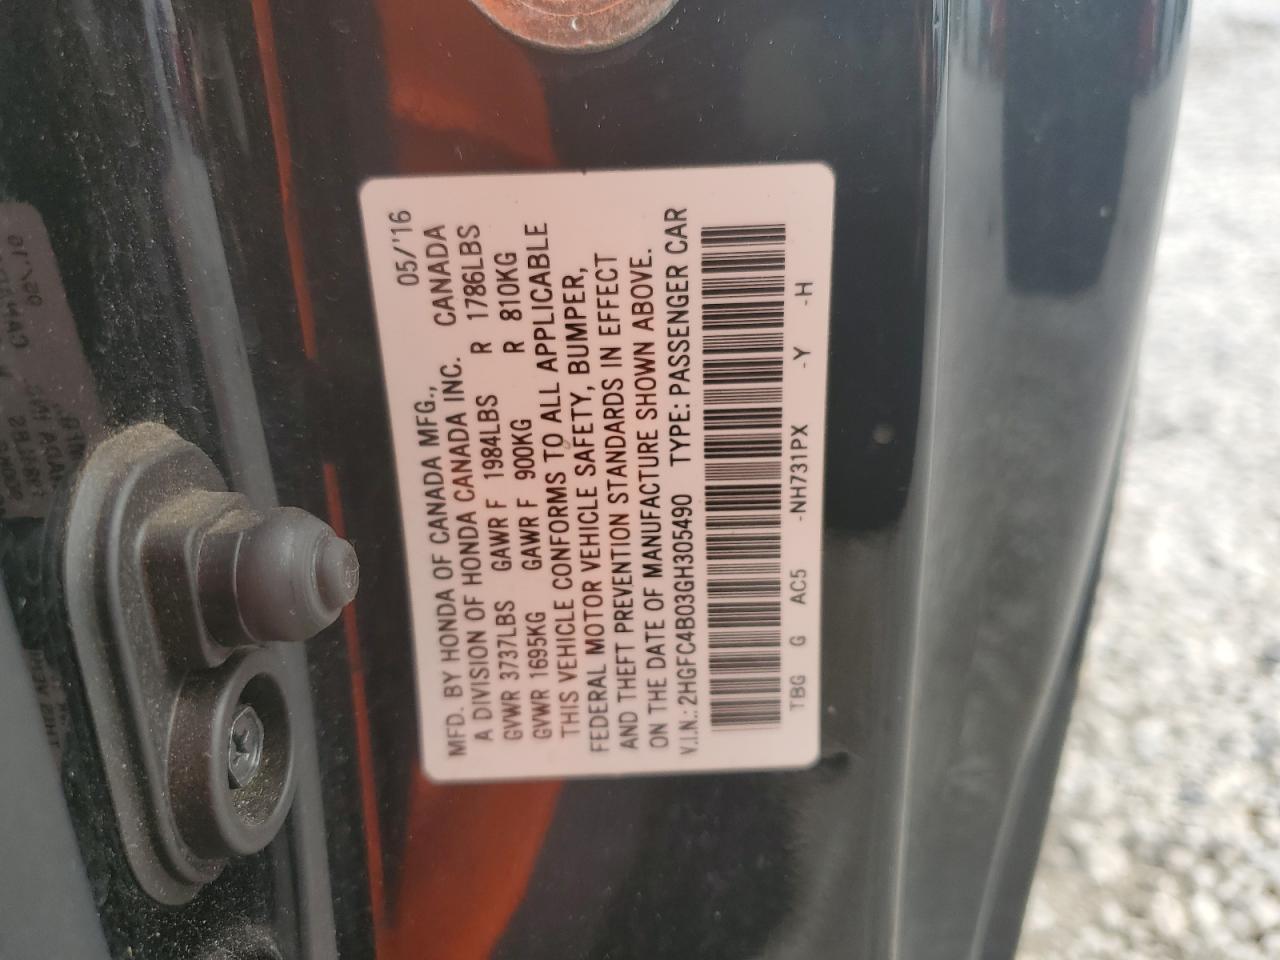 05/'16
MFD. BY HONDA OF CANADA MFG.,
A DIVISION OF HONDA CANADA INC. CANADA
GVWR 3737LBS GAWR F 1984LBS R 1786LBS
GVWR 1695KG GAWR F 900KG R 810KG
THIS VEHICLE CONFORMS TO ALL APPLICABLE
FEDERAL MOTOR VEHICLE SAFETY, BUMPER,
AND THEFT PREVENTION STANDARDS IN EFFECT
ON THE DATE OF MANUFACTURE SHOWN ABOVE.
V.I.N.: 2HGFC4B03GH305490 TYPE: PASSENGER CAR
TBG G AC5 -NH731PX -Y -H